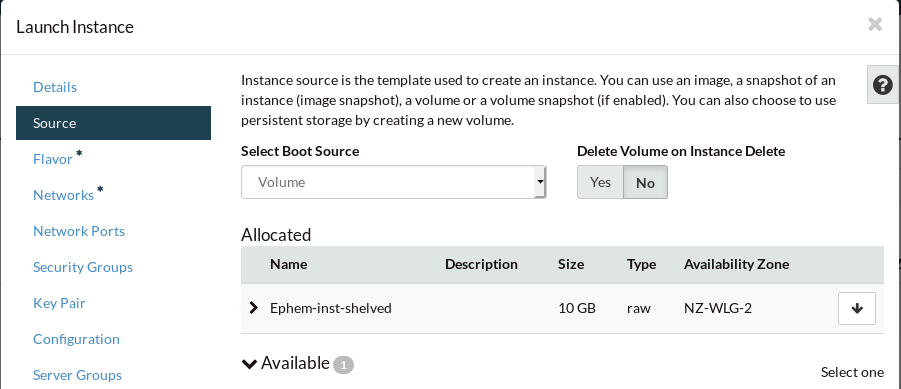 Launch Instance
Details
Source
Flavor *
Networks *
Network Ports
Security Groups
Key Pair
Configuration
Server Groups
Instance source is the template used to create an instance. You can use an image, a snapshot of an
instance (image snapshot), a volume or a volume snapshot (if enabled). You can also choose to use
persistent storage by creating a new volume.
Select Boot Source
Volume
Delete Volume on Instance Delete
Yes No
Allocated
Name Description Size Type Availability Zone
Ephem-inst-shelved 10 GB raw NZ-WLG-2
Available 1
Select one